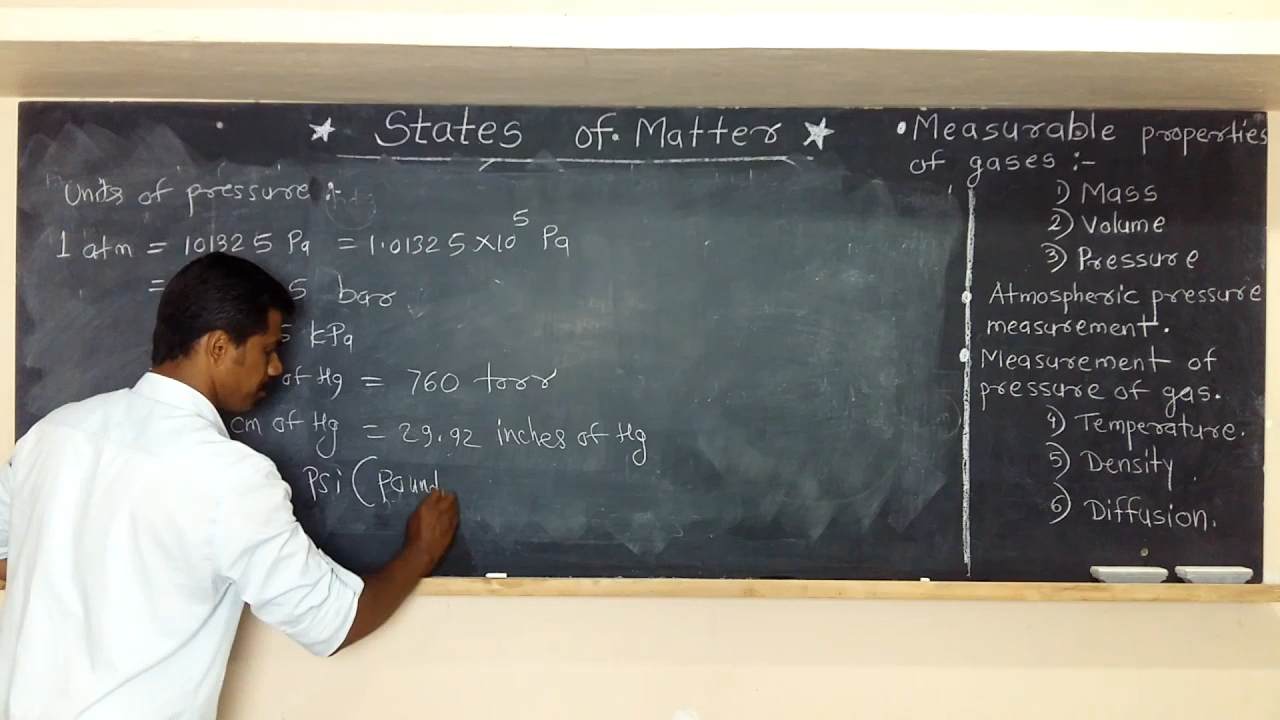 ★ States of Matter ★
Units of pressure :-
1 atm = 101325 Pa = 1.01325 ×10⁵ Pa
= 5 bar
5 kPa
of Hg = 760 torr
cm of Hg = 29.92 inches of Hg
Psi (Pound
• Measurable properties
of gases :-
1) Mass
2) Volume
3) Pressure
• Atmospheric pressure
measurement.
• Measurement of
pressure of gas.
4) Temperature.
5) Density.
6) Diffusion.